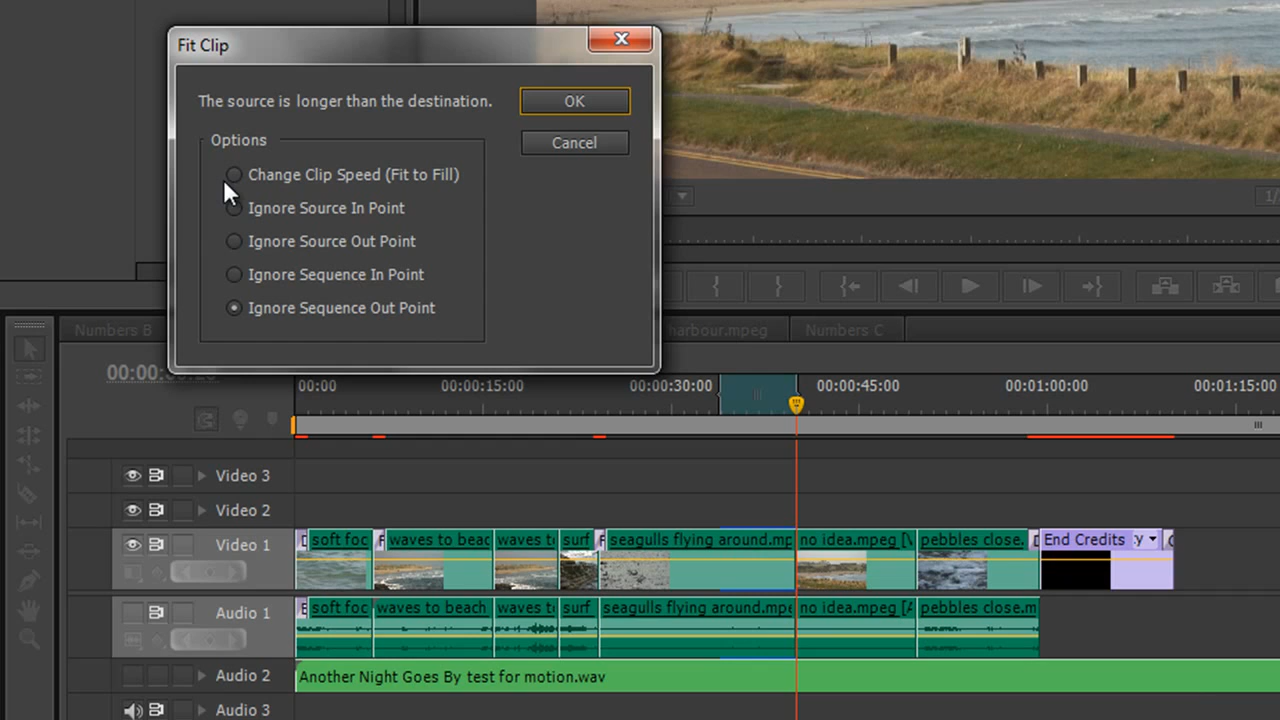 Fit Clip
The source is longer than the destination.
OK
Options
Cancel
Change Clip Speed (Fit to Fill)
Ignore Source In Point
Ignore Source Out Point
Ignore Sequence In Point
Ignore Sequence Out Point
1/
Numbers B
harbour.mpeg
Numbers C
00:00
00:00:15:00
00:00:30:00
00:00:45:00
00:01:00:00
00:01:15:00
Video 3
Video 2
Video 1
soft foc
waves to beac
waves t
surf
seagulls flying around.mp
no idea.mpeg [V
pebbles close.
End Credits
Audio 1
soft foc
waves to beach
waves t
surf
seagulls flying around.mpe
no idea.mpeg [A
pebbles close.m
Audio 2
Another Night Goes By test for motion.wav
Audio 3